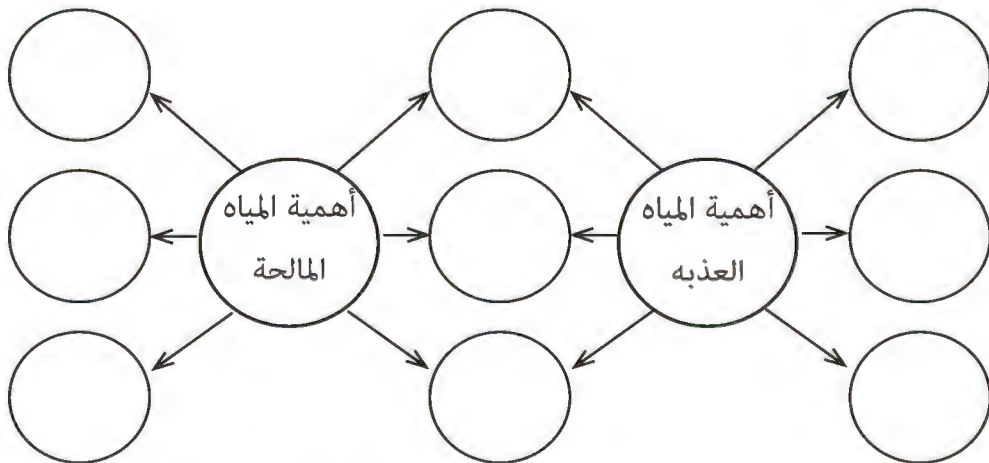 أهمية المياه
العذبه
أهمية المياه
المالحة